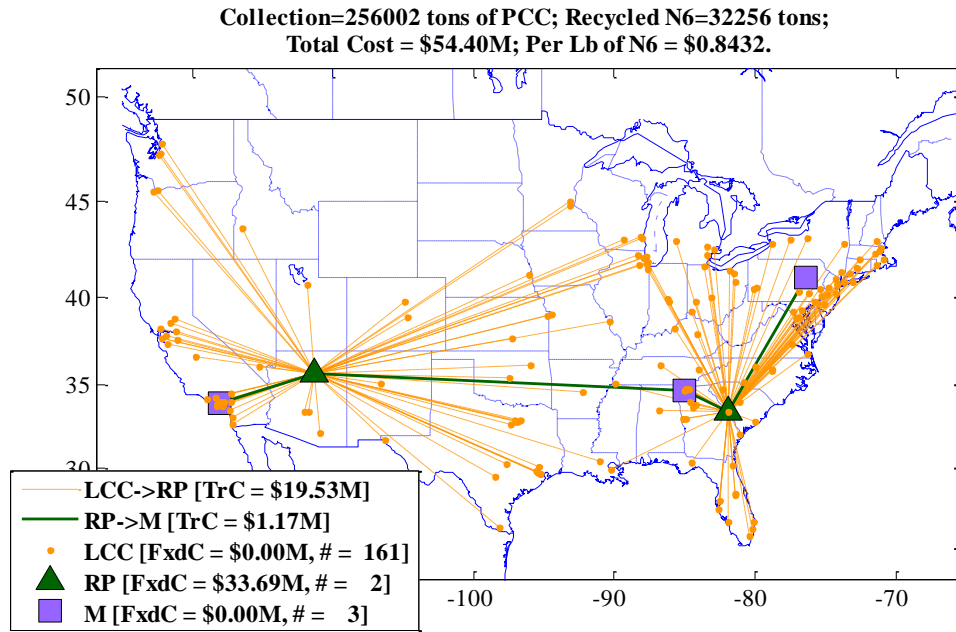 Collection=256002 tons of PCC; Recycled N6=32256 tons;
Total Cost = $54.40M; Per Lb of N6 = $0.8432.
50
45
40
35
30
-100
-90
-80
-70
LCC->RP [TrC = $19.53M]
RP->M [TrC = $1.17M]
LCC [FxdC = $0.00M, # = 161]
RP [FxdC = $33.69M, # = 2]
M [FxdC = $0.00M, # = 3]